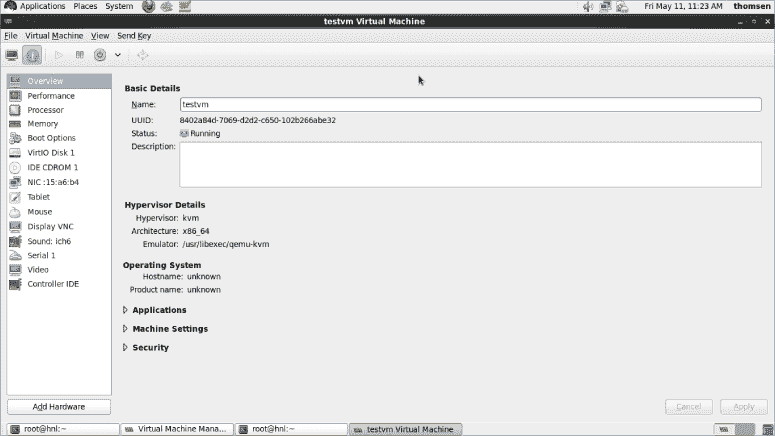 Applications Places System Fri May 11, 11:23 AM thomsen
testvm Virtual Machine
File Virtual Machine View Send Key
Overview
Performance
Processor
Memory
Boot Options
VirtIO Disk 1
IDE CDROM 1
NIC :15:a6:b4
Tablet
Mouse
Display VNC
Sound: ich6
Serial 1
Video
Controller IDE
Add Hardware
Basic Details
Name: testvm
UUID: 8402a84d-7069-d2d2-c650-102b266abe32
Status: Running
Description:
Hypervisor Details
Hypervisor: kvm
Architecture: x86_64
Emulator: /usr/libexec/qemu-kvm
Operating System
Hostname: unknown
Product name: unknown
Applications
Machine Settings
Security
Cancel Apply
root@hnl:~ Virtual Machine Mana... root@hnl:~ testvm Virtual Machine